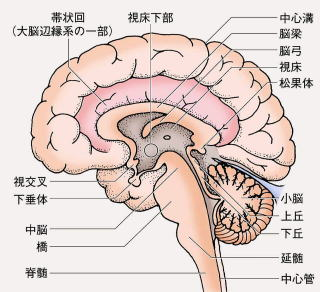 帯状回
(大脳辺縁系の一部)
視床下部
中心溝
脳梁
脳弓
視床
松果体
視交叉
下垂体
中脳
橋
脊髄
小脳
上丘
下丘
延髄
中心管